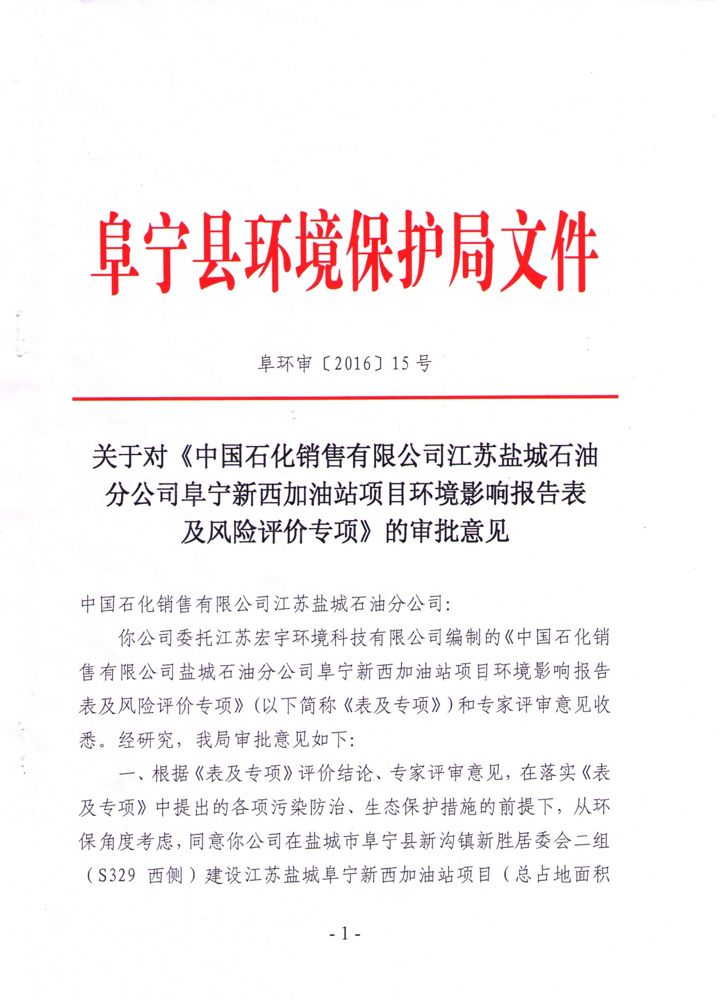 阜宁县环境保护局文件
阜环审〔2016〕15号
关于对《中国石化销售有限公司江苏盐城石油
分公司阜宁新西加油站项目环境影响报告表
及风险评价专项》的审批意见
中国石化销售有限公司江苏盐城石油分公司：
你公司委托江苏宏宇环境科技有限公司编制的《中国石化销
售有限公司盐城石油分公司阜宁新西加油站项目环境影响报告
表及风险评价专项》(以下简称《表及专项》)和专家评审意见收
悉。经研究，我局审批意见如下：
一、根据《表及专项》评价结论、专家评审意见，在落实《表
及专项》中提出的各项污染防治、生态保护措施的前提下，从环
保角度考虑，同意你公司在盐城市阜宁县新沟镇新胜居委会二组
（S329 西侧）建设江苏盐城阜宁新西加油站项目（总占地面积
- 1 -